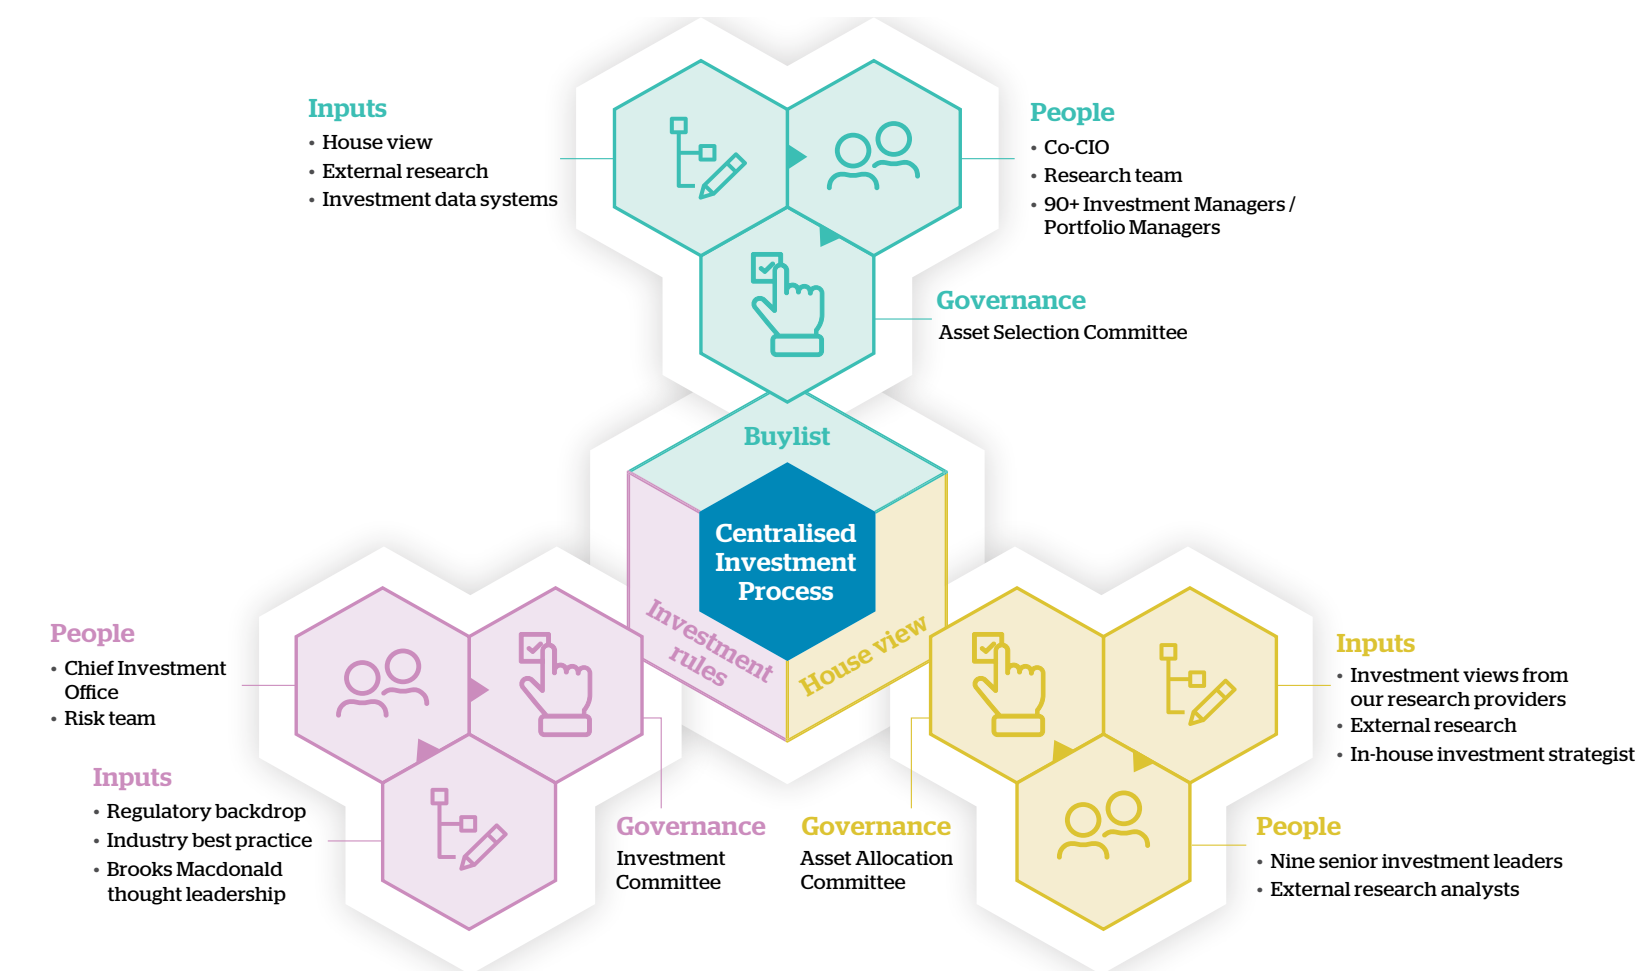 Inputs
• House view
• External research
• Investment data systems
People
• Co-CIO
• Research team
• 90+ Investment Managers /
Portfolio Managers
Governance
Asset Selection Committee
Buylist
Centralised
Investment
Process
Investment
rules
House view
People
• Chief Investment
Office
• Risk team
Inputs
• Regulatory backdrop
• Industry best practice
• Brooks Macdonald
thought leadership
Governance
Investment
Committee
Governance
Asset Allocation
Committee
Inputs
• Investment views from
our research providers
• External research
• In-house investment strategist
People
• Nine senior investment leaders
• External research analysts